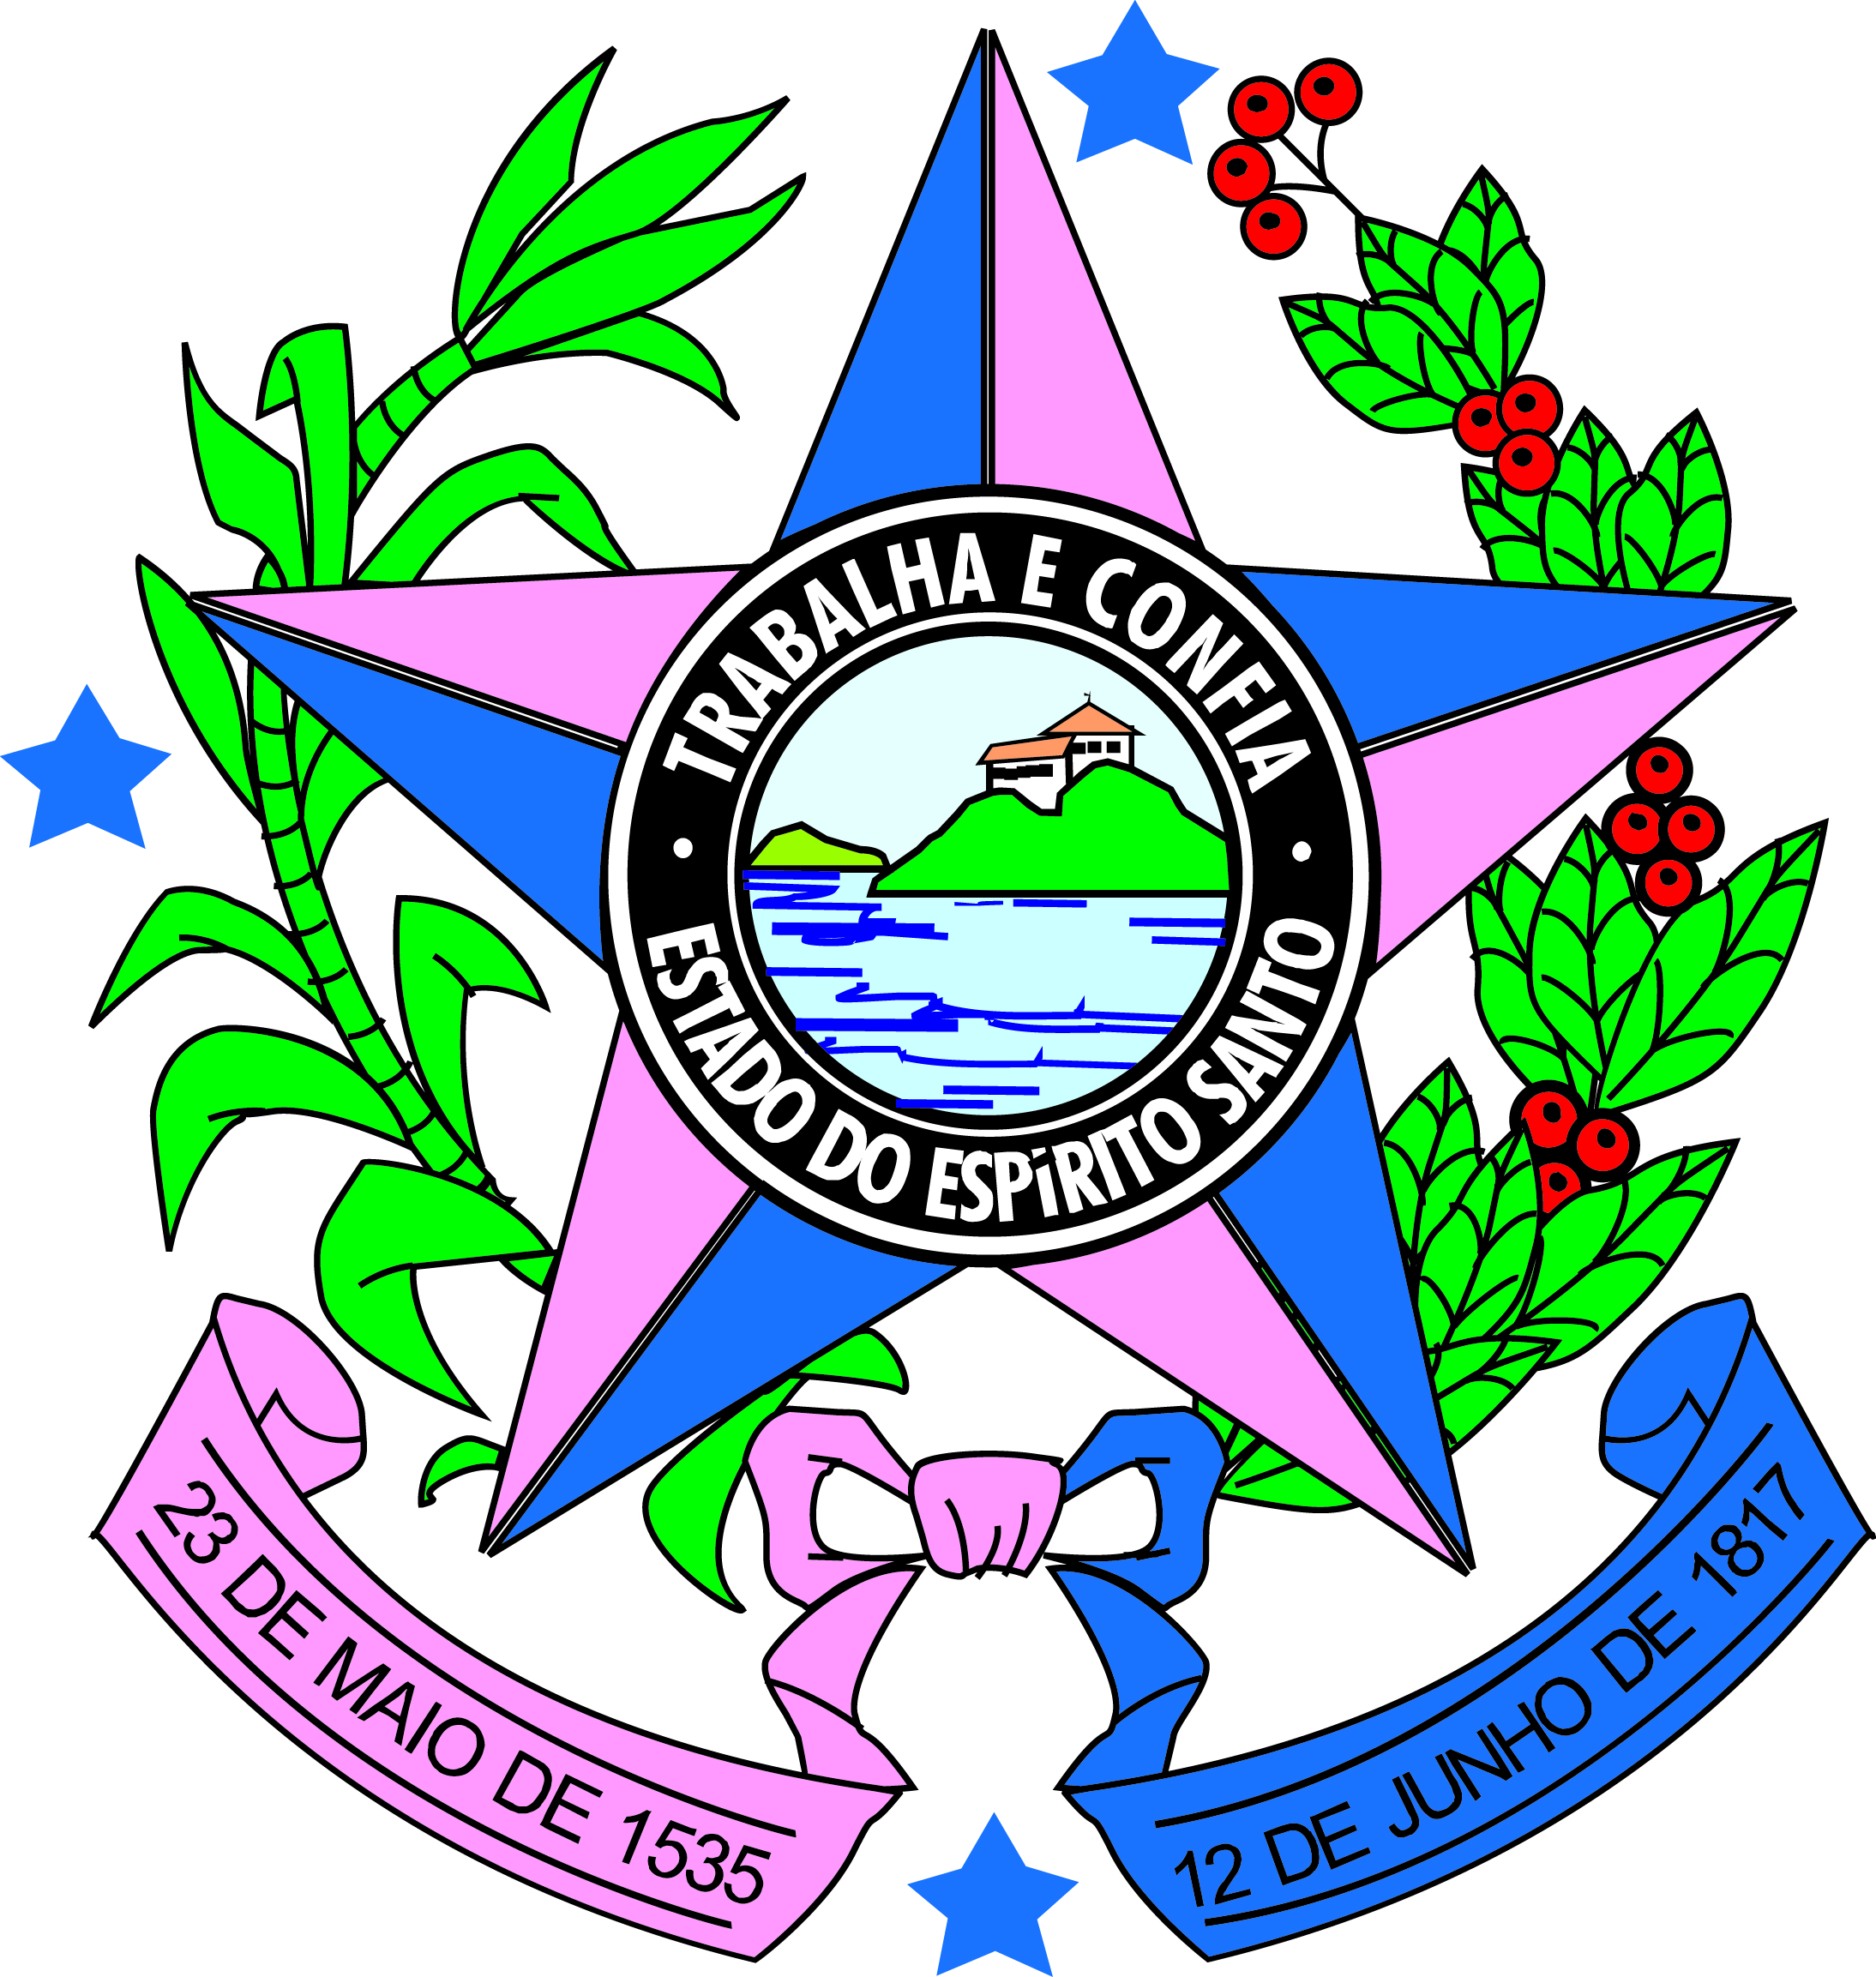 TRABALHA E CONFIA
ESTADO DO ESPÍRITO SANTO
23 DE MAIO DE 1535
12 DE JUNHO DE 1817